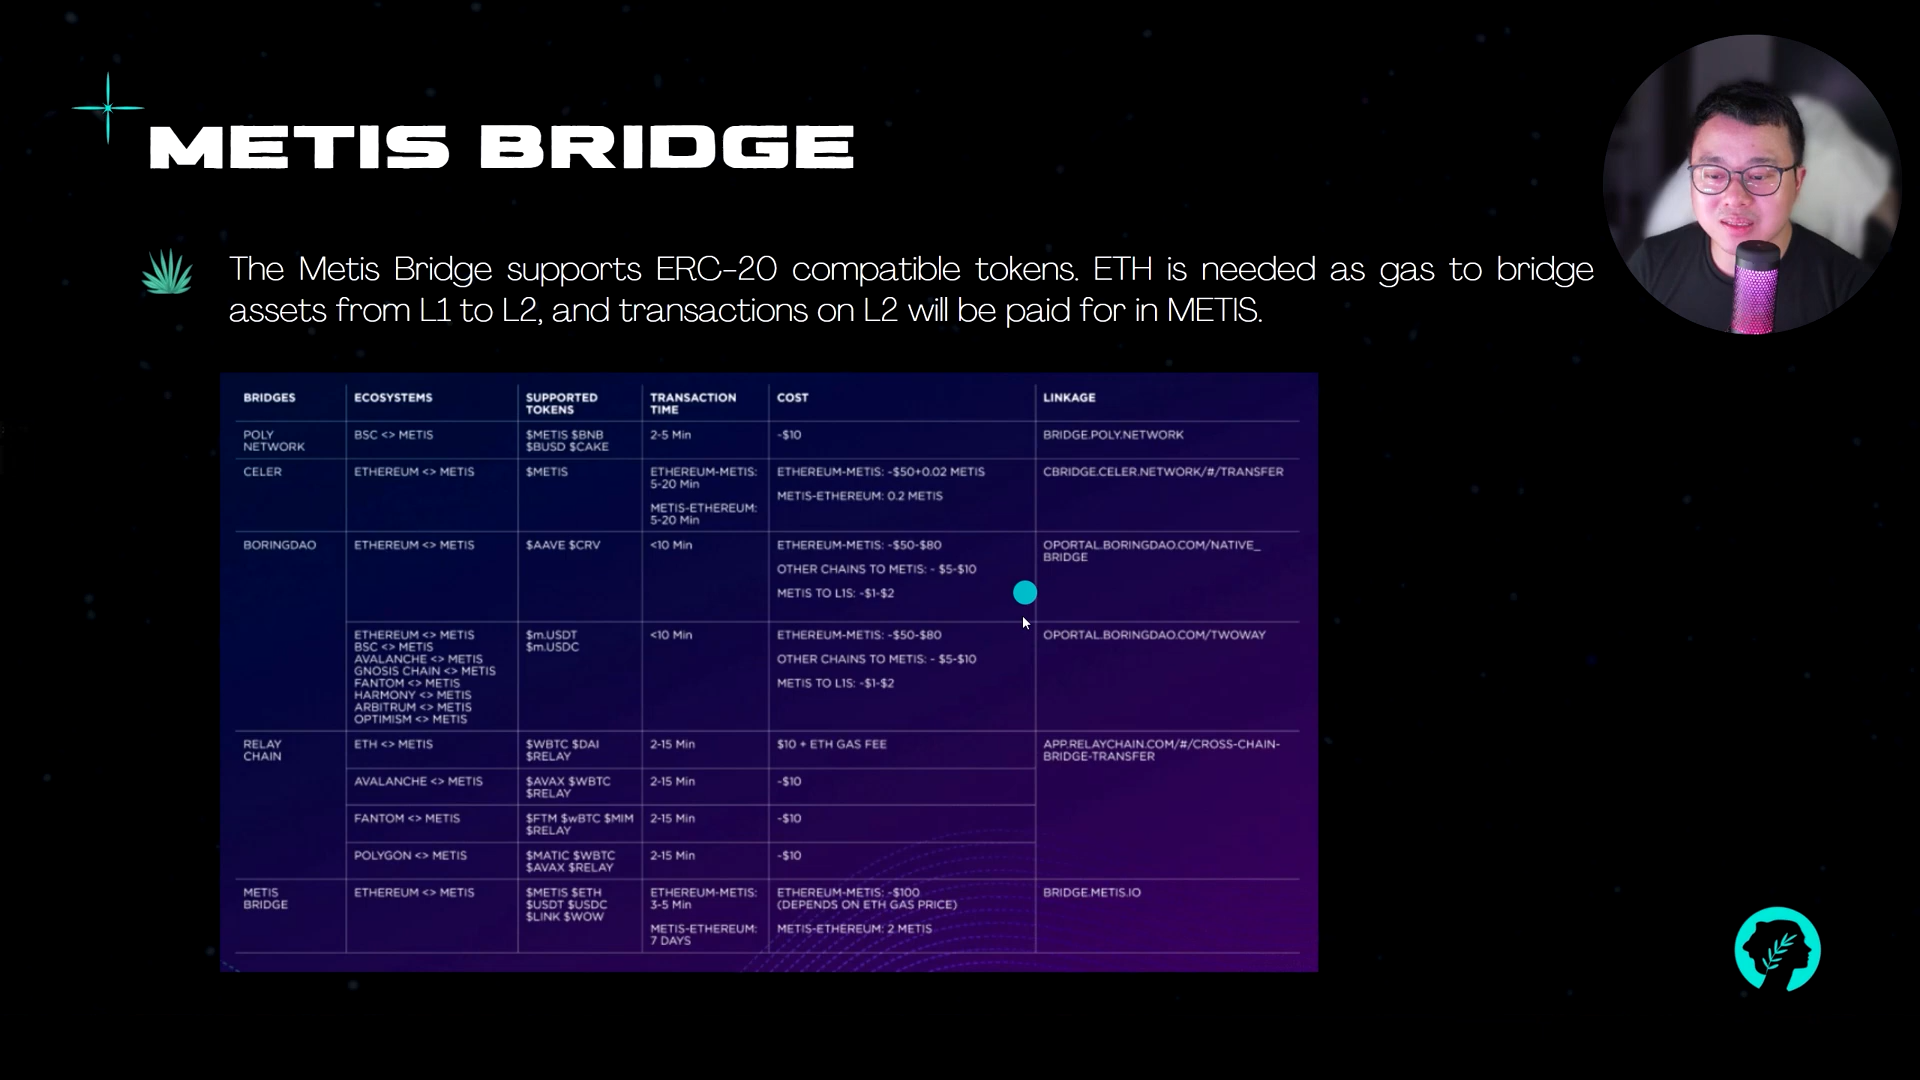 METIS BRIDGE
The Metis Bridge supports ERC-20 compatible tokens. ETH is needed as gas to bridge
assets from L1 to L2, and transactions on L2 will be paid for in METIS.
BRIDGES ECOSYSTEMS SUPPORTED TOKENS TRANSACTION TIME COST LINKAGE
POLY NETWORK
BSC <> METIS
$METIS $BNB
$BUSD $CAKE
2-5 Min
~$10
BRIDGE.POLY.NETWORK
CELER
ETHEREUM <> METIS
$METIS
ETHEREUM-METIS:
5-20 Min
METIS-ETHEREUM:
5-20 Min
ETHEREUM-METIS: ~$50+0.02 METIS
METIS-ETHEREUM: 0.2 METIS
CBRIDGE.CELER.NETWORK/#/TRANSFER
BORINGDAO
ETHEREUM <> METIS
$AAVE $CRV
<10 Min
ETHEREUM-METIS: ~$50-$80
OTHER CHAINS TO METIS: ~ $5-$10
METIS TO L1S: ~$1-$2
OPORTAL.BORINGDAO.COM/NATIVE_
BRIDGE
ETHEREUM <> METIS
BSC <> METIS
AVALANCHE <> METIS
GNOSIS CHAIN <> METIS
FANTOM <> METIS
HARMONY <> METIS
ARBITRUM <> METIS
OPTIMISM <> METIS
$m.USDT
$m.USDC
<10 Min
ETHEREUM-METIS: ~$50-$80
OTHER CHAINS TO METIS: ~ $5-$10
METIS TO L1S: ~$1-$2
OPORTAL.BORINGDAO.COM/TWOWAY
RELAY
CHAIN
ETH <> METIS
$WBTC $DAI
$RELAY
2-15 Min
$10 + ETH GAS FEE
APP.RELAYCHAIN.COM/#/CROSS-CHAIN-
BRIDGE-TRANSFER
AVALANCHE <> METIS
$AVAX $WBTC
$RELAY
2-15 Min
~$10
FANTOM <> METIS
$FTM $wBTC $MIM
$RELAY
2-15 Min
~$10
POLYGON <> METIS
$MATIC $WBTC
$AVAX $RELAY
2-15 Min
~$10
METIS
BRIDGE
ETHEREUM <> METIS
$METIS $ETH
$USDT $USDC
$LINK $WOW
ETHEREUM-METIS:
3-5 Min
METIS-ETHEREUM:
7 DAYS
ETHEREUM-METIS: ~$100
(DEPENDS ON ETH GAS PRICE)
METIS-ETHEREUM: 2 METIS
BRIDGE.METIS.IO